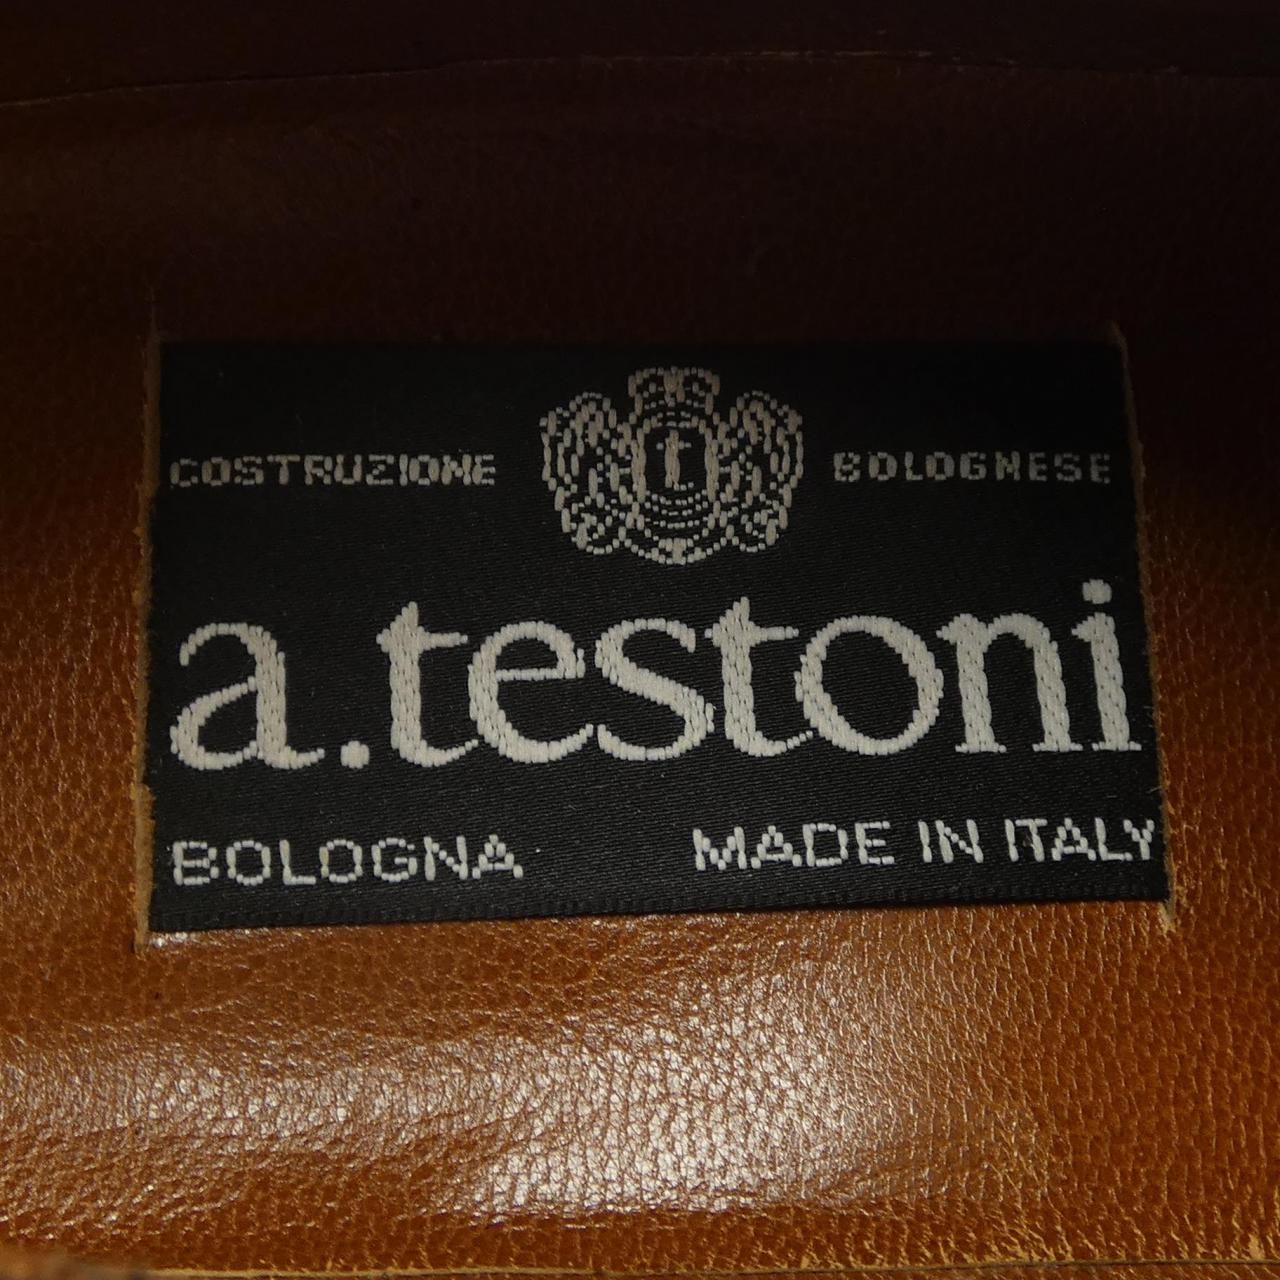 COSTRUZIONE t BOLOGNESE
a.testoni
BOLOGNA MADE IN ITALY